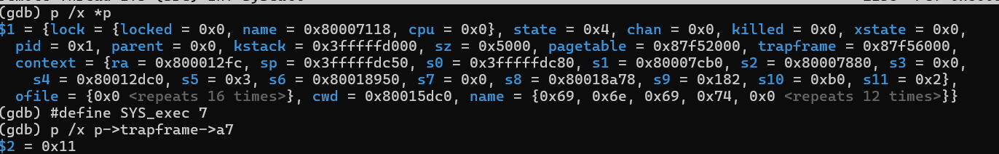 (gdb) p /x *p
$1 = {lock = {locked = 0x0, name = 0x80007118, cpu = 0x0}, state = 0x4, chan = 0x0, killed = 0x0, xstate = 0x0,
pid = 0x1, parent = 0x0, kstack = 0x3fffffd000, sz = 0x5000, pagetable = 0x87f52000, trapframe = 0x87f56000,
context = {ra = 0x800012fc, sp = 0x3fffffdc50, s0 = 0x3fffffdc80, s1 = 0x80007cb0, s2 = 0x80007880, s3 = 0x0,
s4 = 0x80012dc0, s5 = 0x3, s6 = 0x80018950, s7 = 0x0, s8 = 0x80018a78, s9 = 0x182, s10 = 0xb0, s11 = 0x2},
ofile = {0x0 <repeats 16 times>}, cwd = 0x80015dc0, name = {0x69, 0x6e, 0x69, 0x74, 0x0 <repeats 12 times>}}
(gdb) #define SYS_exec 7
(gdb) p /x p->trapframe->a7
$2 = 0x11